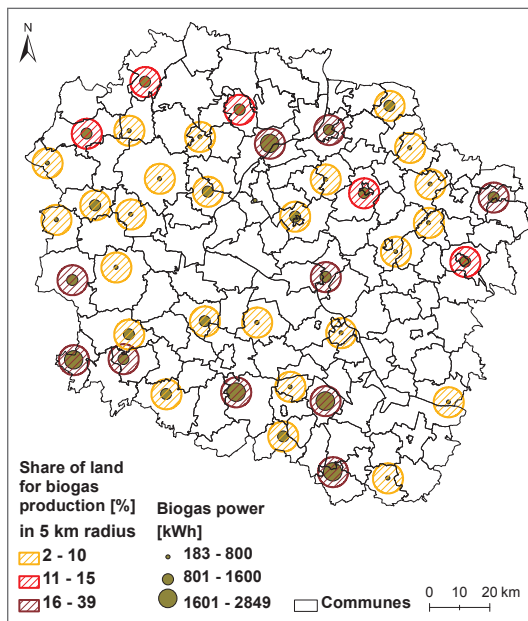 N
Share of land
for biogas
production [%]
in 5 km radius
2 - 10
11 - 15
16 - 39
Biogas power
[kWh]
183 - 800
801 - 1600
1601 - 2849
Communes
0 10 20 km